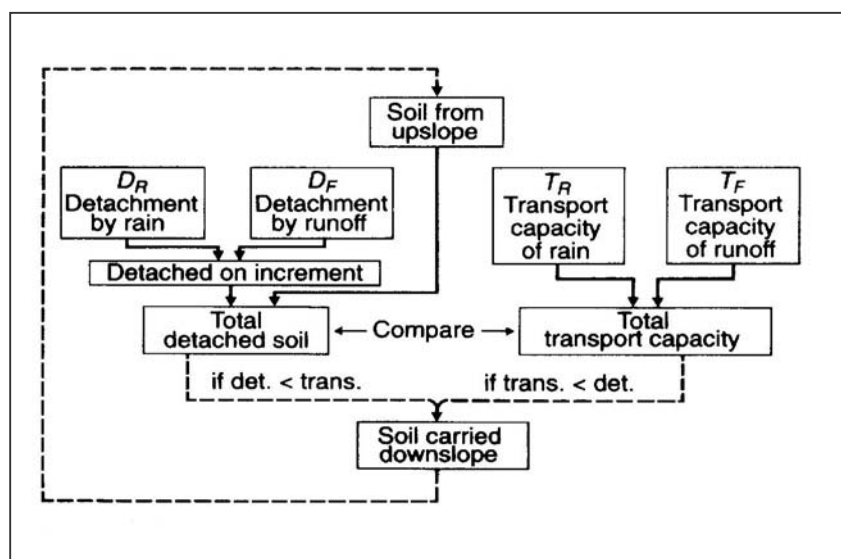 Soil from
upslope
D_R
Detachment
by rain
D_F
Detachment
by runoff
T_R
Transport
capacity
of rain
T_F
Transport
capacity
of runoff
Detached on increment
Total
detached soil
Compare
Total
transport capacity
if det. < trans.
if trans. < det.
Soil carried
downslope